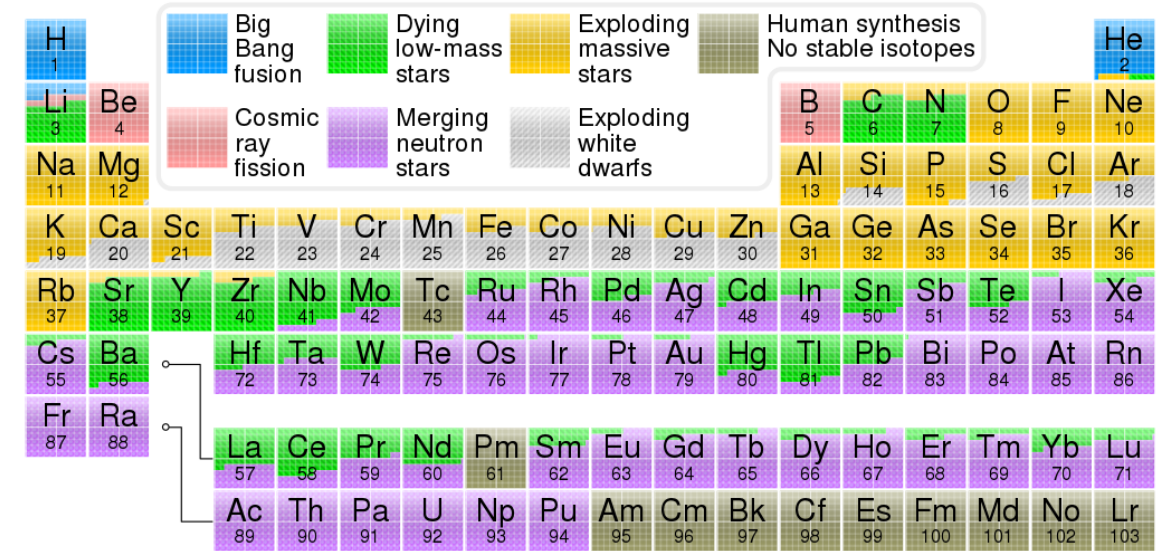 H
1
Big
Bang
fusion
Dying
low-mass
stars
Exploding
massive
stars
Human synthesis
No stable isotopes
He
2
Li
3
Be
4
Cosmic
ray
fission
Merging
neutron
stars
Exploding
white
dwarfs
B C N O F Ne
5 6 7 8 9 10
Na Mg Al Si P S Cl Ar
11 12 13 14 15 16 17 18
K Ca Sc Ti V Cr Mn Fe Co Ni Cu Zn Ga Ge As Se Br Kr
19 20 21 22 23 24 25 26 27 28 29 30 31 32 33 34 35 36
Rb Sr Y Zr Nb Mo Tc Ru Rh Pd Ag Cd In Sn Sb Te I Xe
37 38 39 40 41 42 43 44 45 46 47 48 49 50 51 52 53 54
Cs Ba Hf Ta W Re Os Ir Pt Au Hg Tl Pb Bi Po At Rn
55 56 72 73 74 75 76 77 78 79 80 81 82 83 84 85 86
Fr Ra
87 88
La Ce Pr Nd Pm Sm Eu Gd Tb Dy Ho Er Tm Yb Lu
57 58 59 60 61 62 63 64 65 66 67 68 69 70 71
Ac Th Pa U Np Pu Am Cm Bk Cf Es Fm Md No Lr
89 90 91 92 93 94 95 96 97 98 99 100 101 102 103